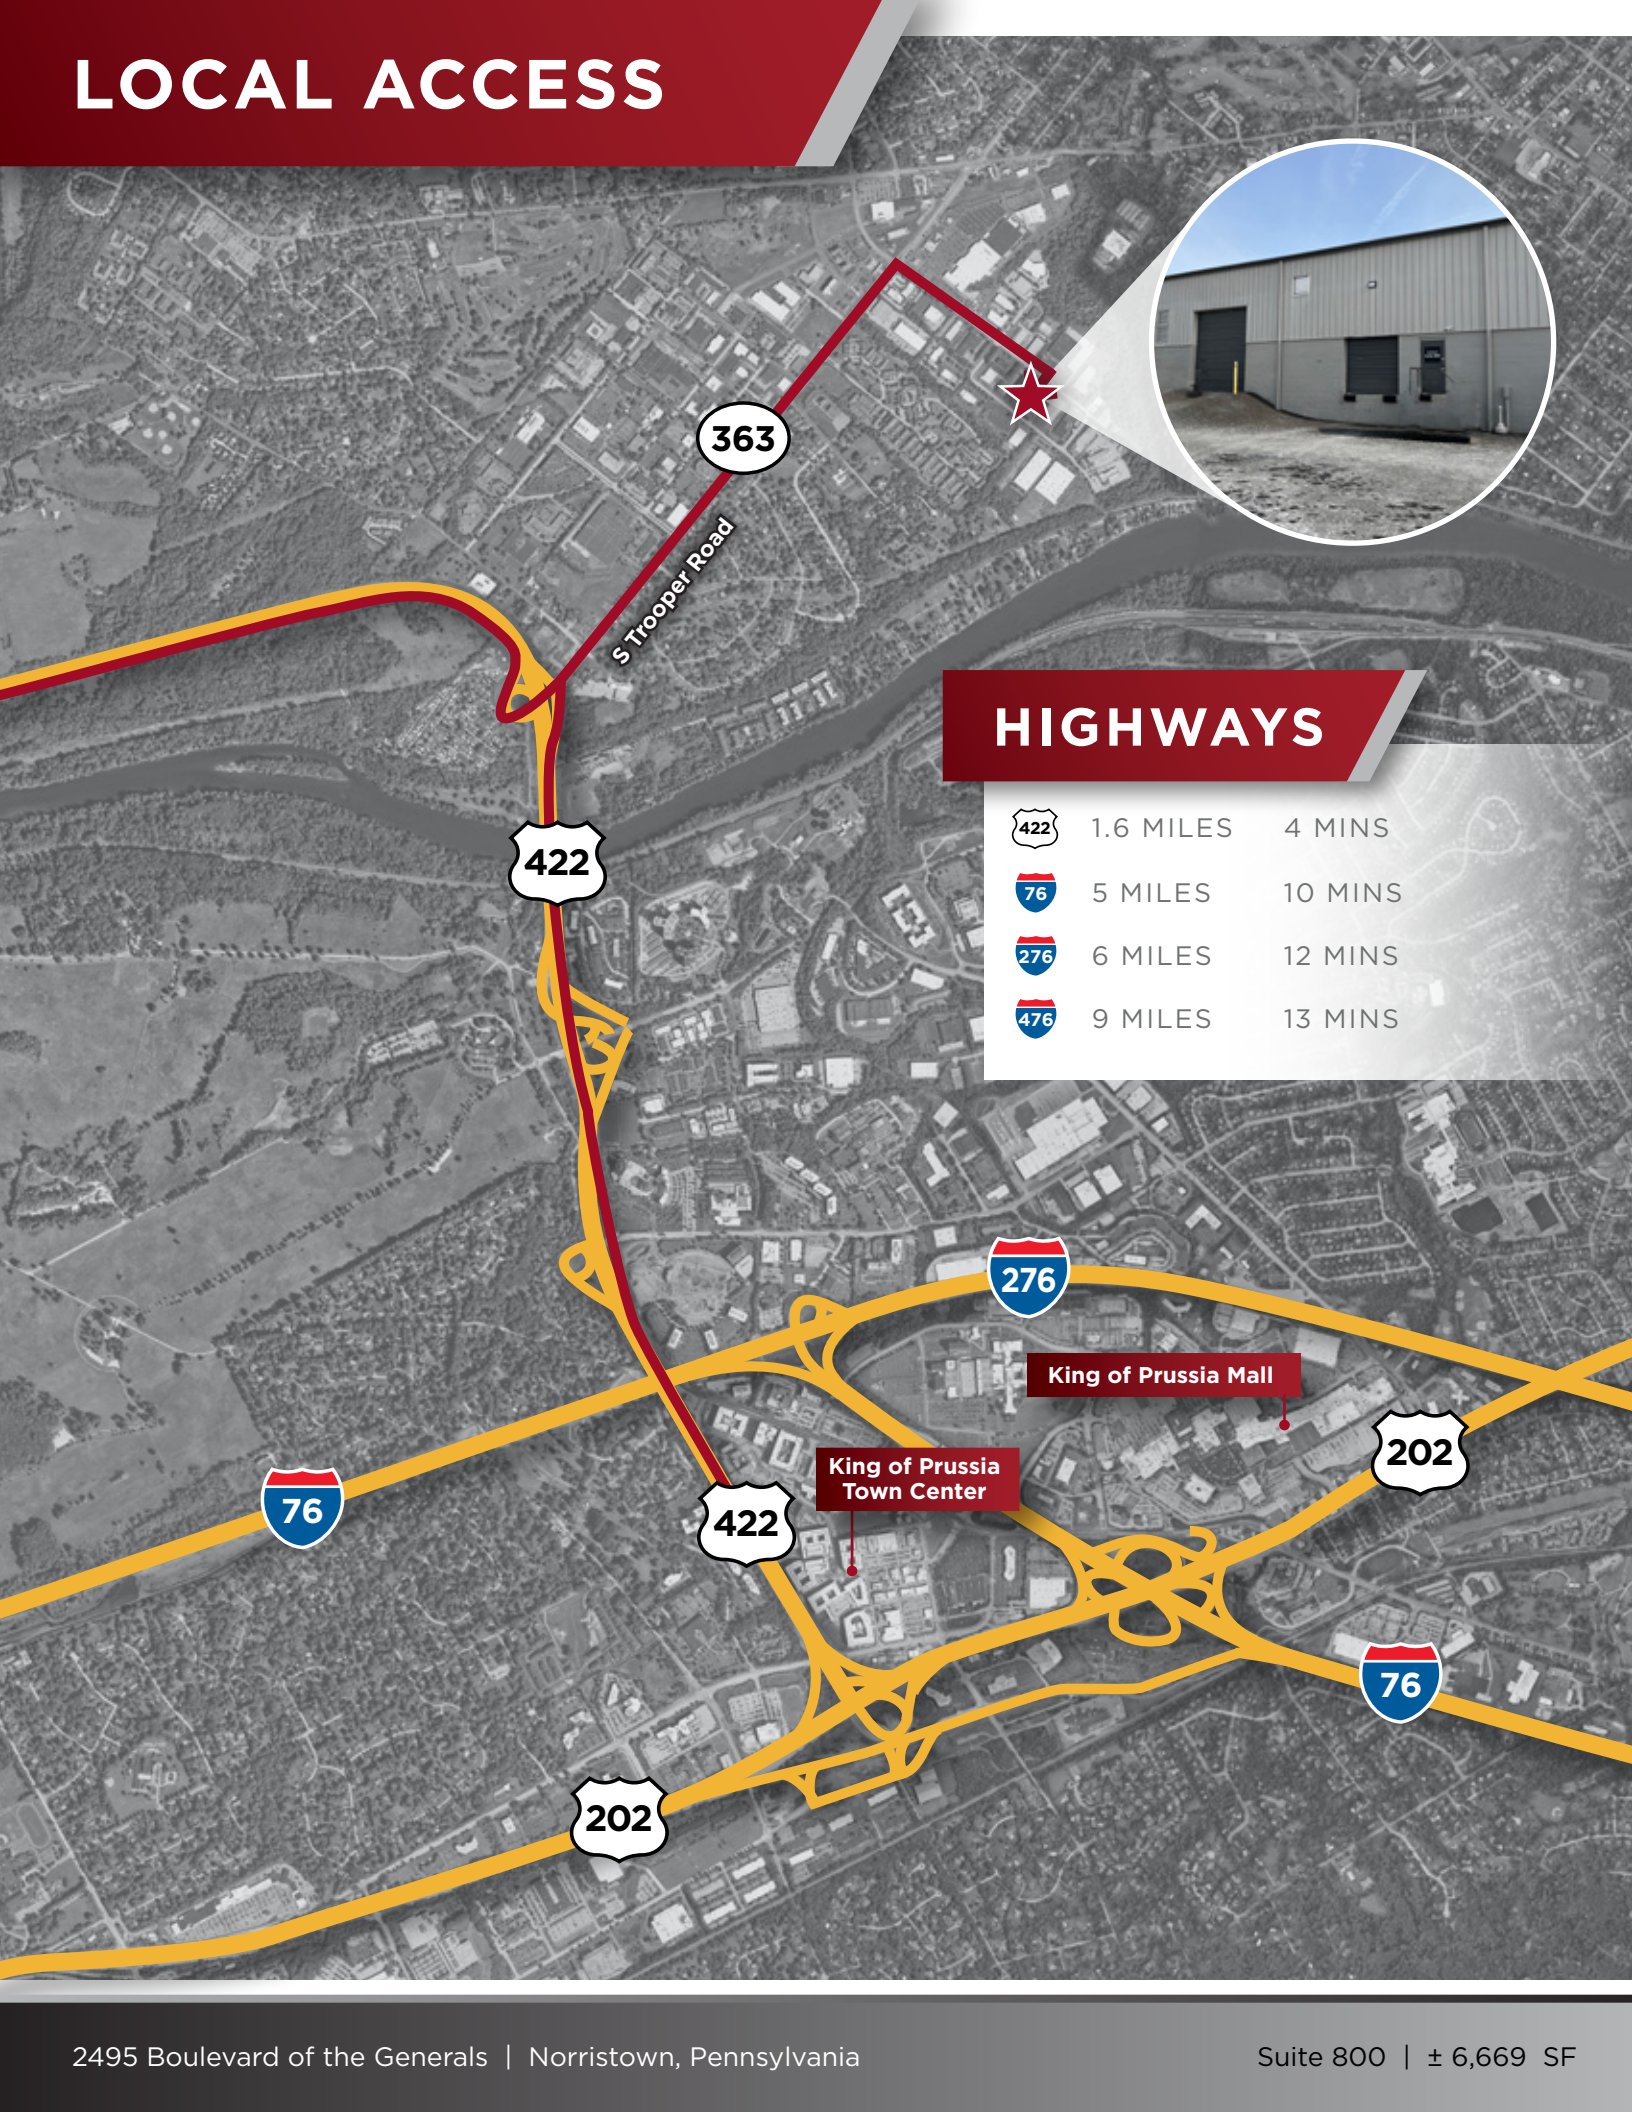 LOCAL ACCESS
363
S Trooper Road
HIGHWAYS
422 1.6 MILES 4 MINS
76 5 MILES 10 MINS
276 6 MILES 12 MINS
476 9 MILES 13 MINS
422
276
King of Prussia Mall
202
King of Prussia
Town Center
76
422
76
202
2495 Boulevard of the Generals | Norristown, Pennsylvania
Suite 800 | ± 6,669 SF